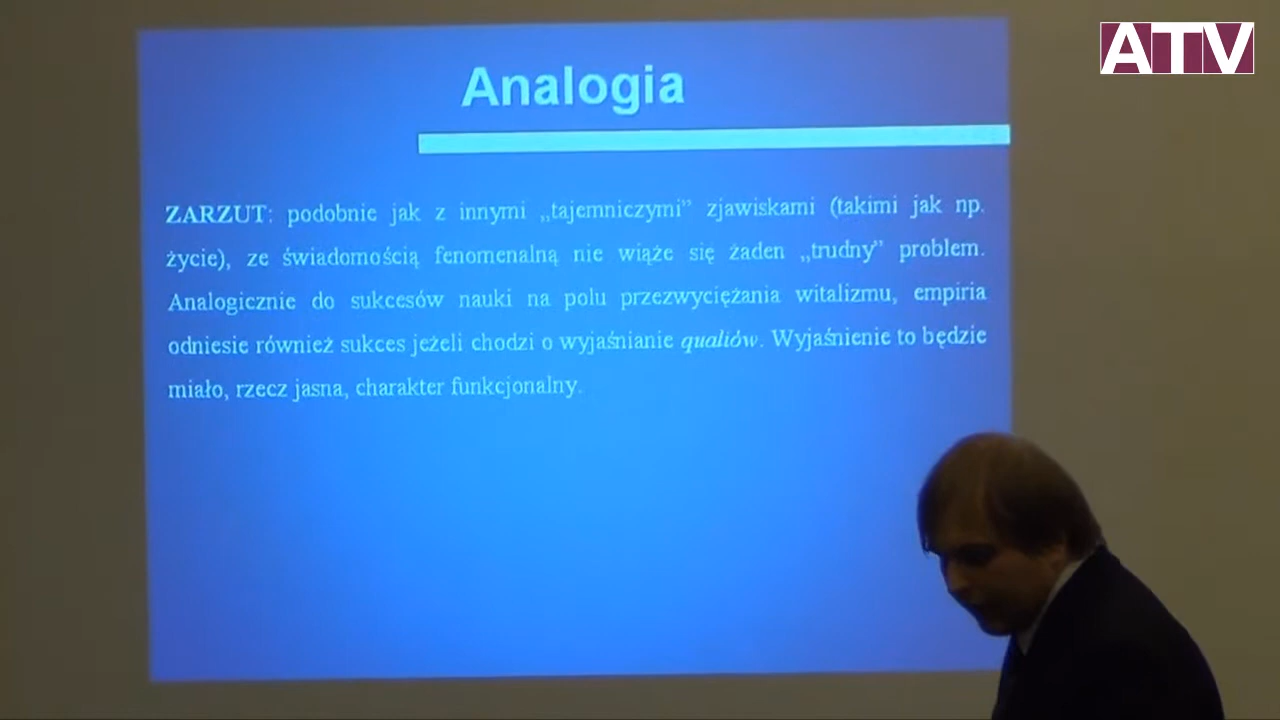 ATV
Analogia
ZARZUT: podobnie jak z innymi „tajemniczymi” zjawiskami (takimi jak np.
życie), ze świadomością fenomenalną nie wiąże się żaden „trudny” problem.
Analogicznie do sukcesów nauki na polu przezwyciężania witalizmu, empiria
odniesie również sukces jeżeli chodzi o wyjaśnianie qualiów. Wyjaśnienie to będzie
miało, rzecz jasna, charakter funkcjonalny.